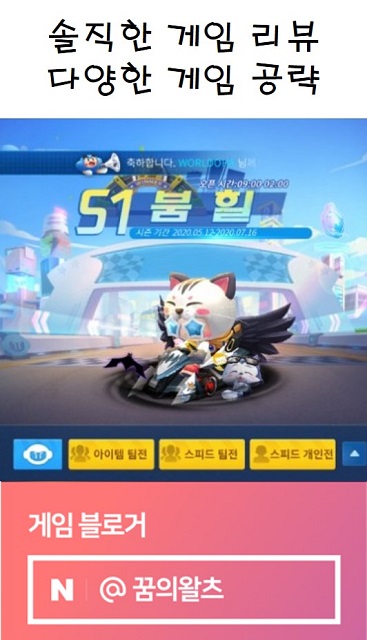 솔직한 게임 리뷰
다양한 게임 공략
축하합니다. WORLDO 님께
오픈 시간:09:00-02:00
S1 붐힐
시즌 기간 2020.05.12-2020.07.16
아이템 팀전
스피드 팀전
스피드 개인전
게임 블로거
N @ 꿈의왈츠